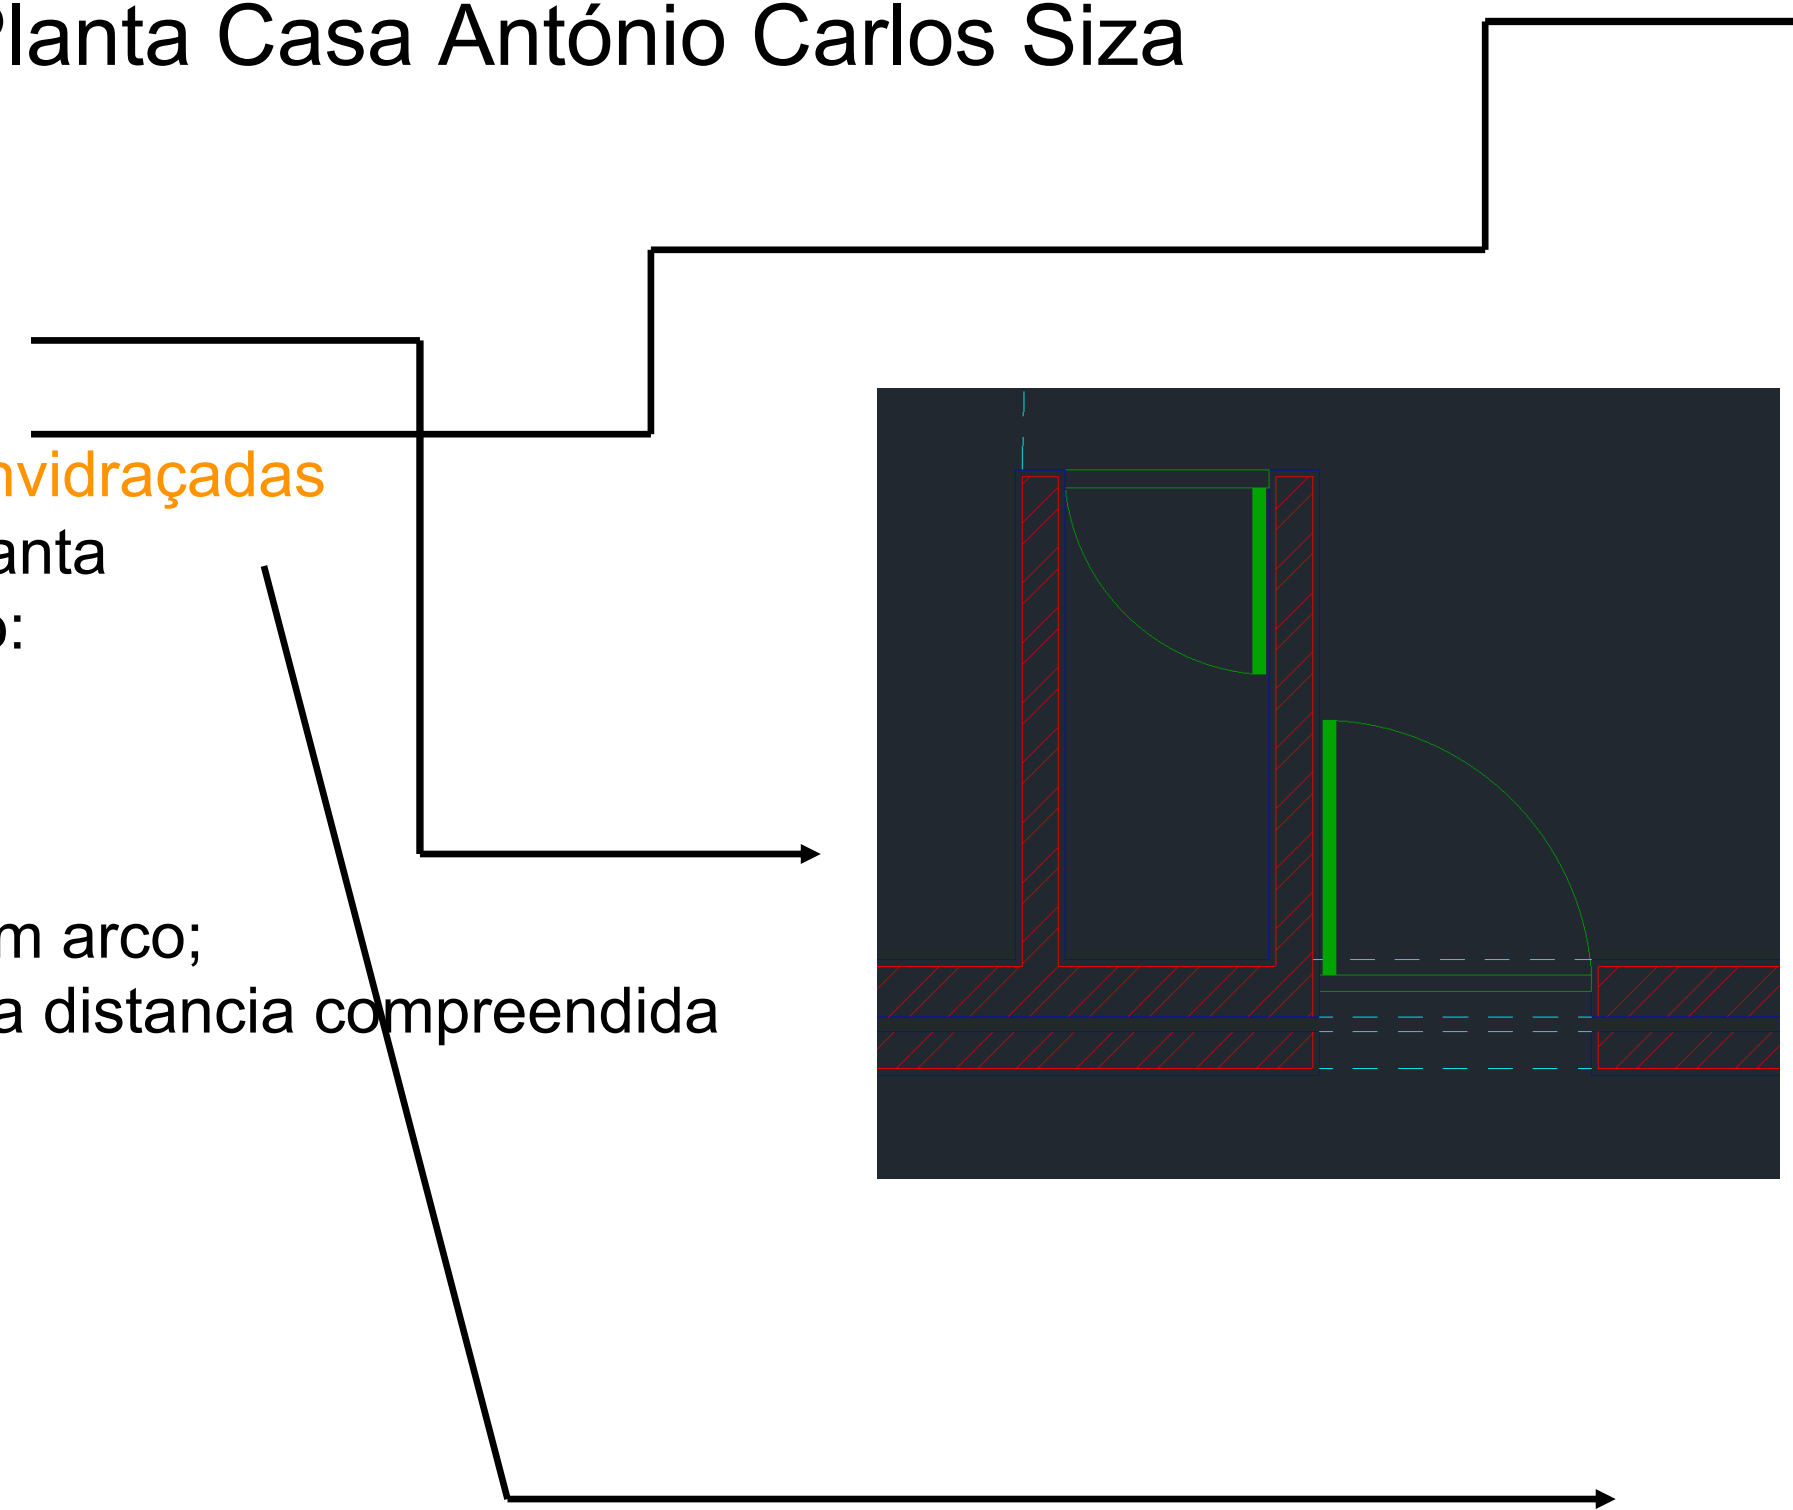 Planta Casa António Carlos Siza
nvidraçadas
anta
o:
m arco;
a distancia compreendida